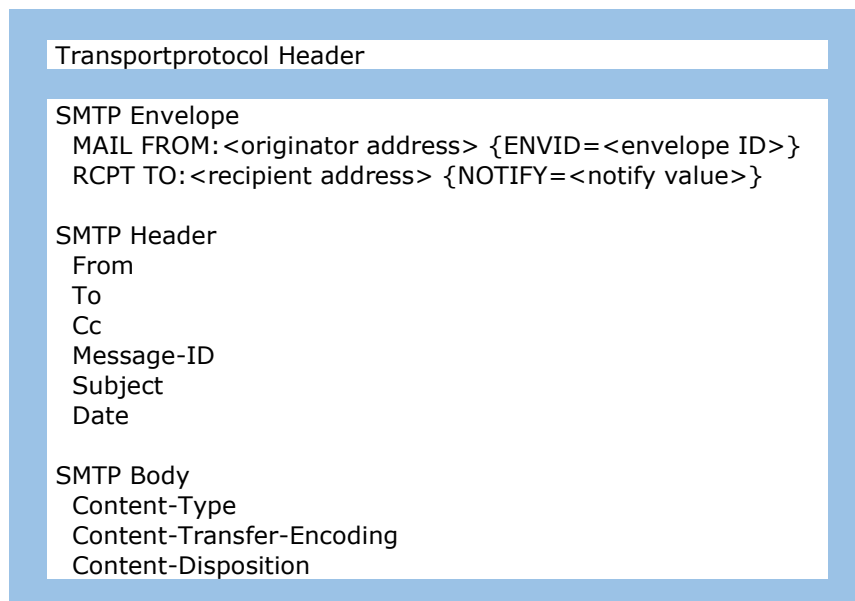 Transportprotocol Header
SMTP Envelope
MAIL FROM:<originator address> {ENVID=<envelope ID>}
RCPT TO:<recipient address> {NOTIFY=<notify value>}
SMTP Header
From
To
Cc
Message-ID
Subject
Date
SMTP Body
Content-Type
Content-Transfer-Encoding
Content-Disposition